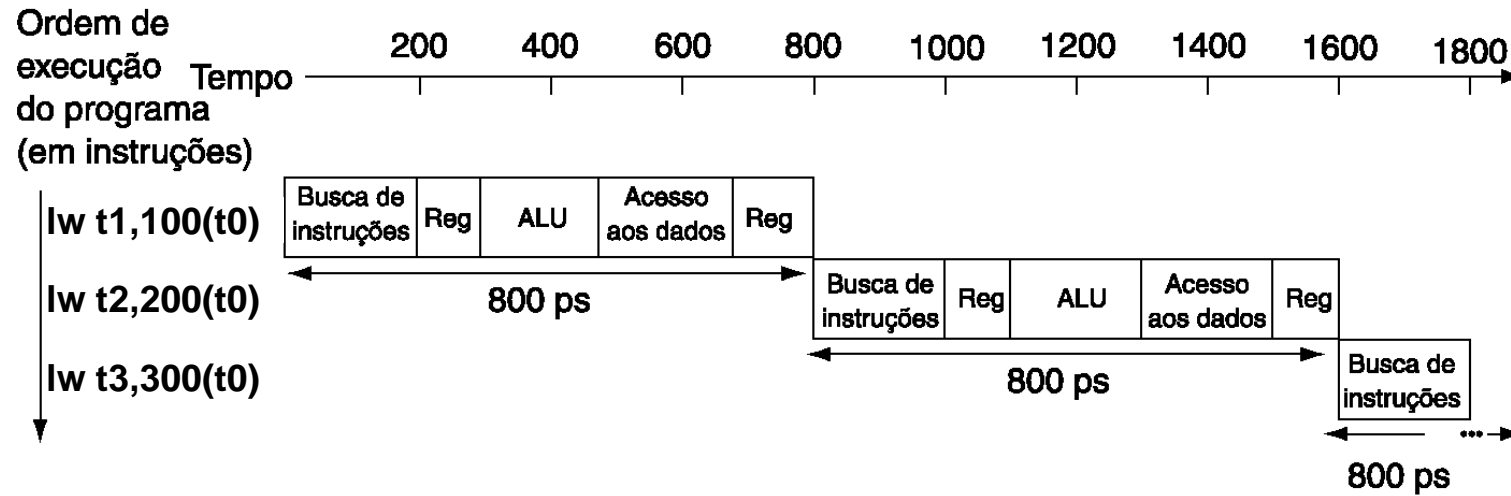 Ordem de
execução
do programa
(em instruções)
Tempo
200 400 600 800 1000 1200 1400 1600 1800
lw t1,100(t0)
Busca de
instruções
Reg
ALU
Acesso
aos dados
Reg
800 ps
lw t2,200(t0)
Busca de
instruções
Reg
ALU
Acesso
aos dados
Reg
800 ps
lw t3,300(t0)
Busca de
instruções
...
800 ps